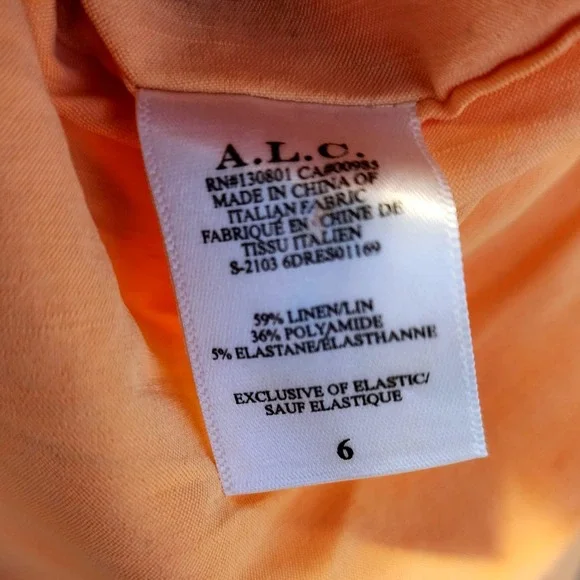 A.L.C.
RN#130801 CA#00985
MADE IN CHINA OF
ITALIAN FABRIC
FABRIQUÉ EN CHINE DE
TISSU ITALIEN
S-2103 6DRES01169
59% LINEN/LIN
36% POLYAMIDE
5% ELASTANE/ÉLASTHANNE
EXCLUSIVE OF ELASTIC/
SAUF ELASTIQUE
6